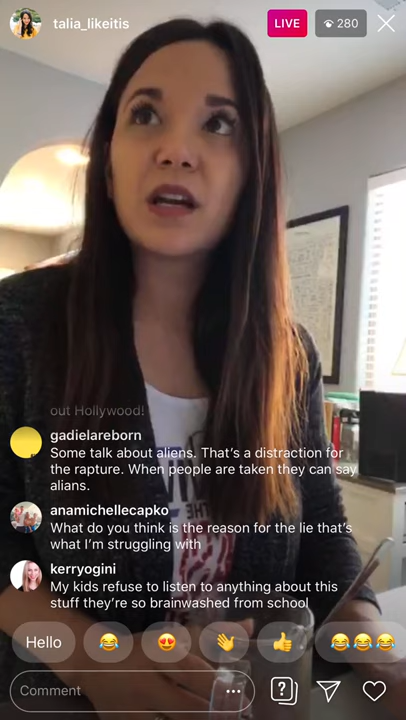 talia_likeitis
LIVE
280
out Hollywood!
gadielareborn
Some talk about aliens. That's a distraction for
the rapture. When people are taken they can say
alians.
anamichellecapko
What do you think is the reason for the lie that's
what I'm struggling with
kerryogini
My kids refuse to listen to anything about this
stuff they're so brainwashed from school
Hello
Comment